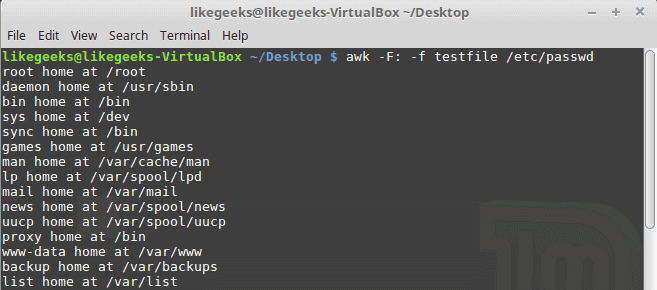 likegeeks@likegeeks-VirtualBox ~/Desktop
File Edit View Search Terminal Help
likegeeks@likegeeks-VirtualBox ~/Desktop $ awk -F: -f testfile /etc/passwd
root home at /root
daemon home at /usr/sbin
bin home at /bin
sys home at /dev
sync home at /bin
games home at /usr/games
man home at /var/cache/man
lp home at /var/spool/lpd
mail home at /var/mail
news home at /var/spool/news
uucp home at /var/spool/uucp
proxy home at /bin
www-data home at /var/www
backup home at /var/backups
list home at /var/list